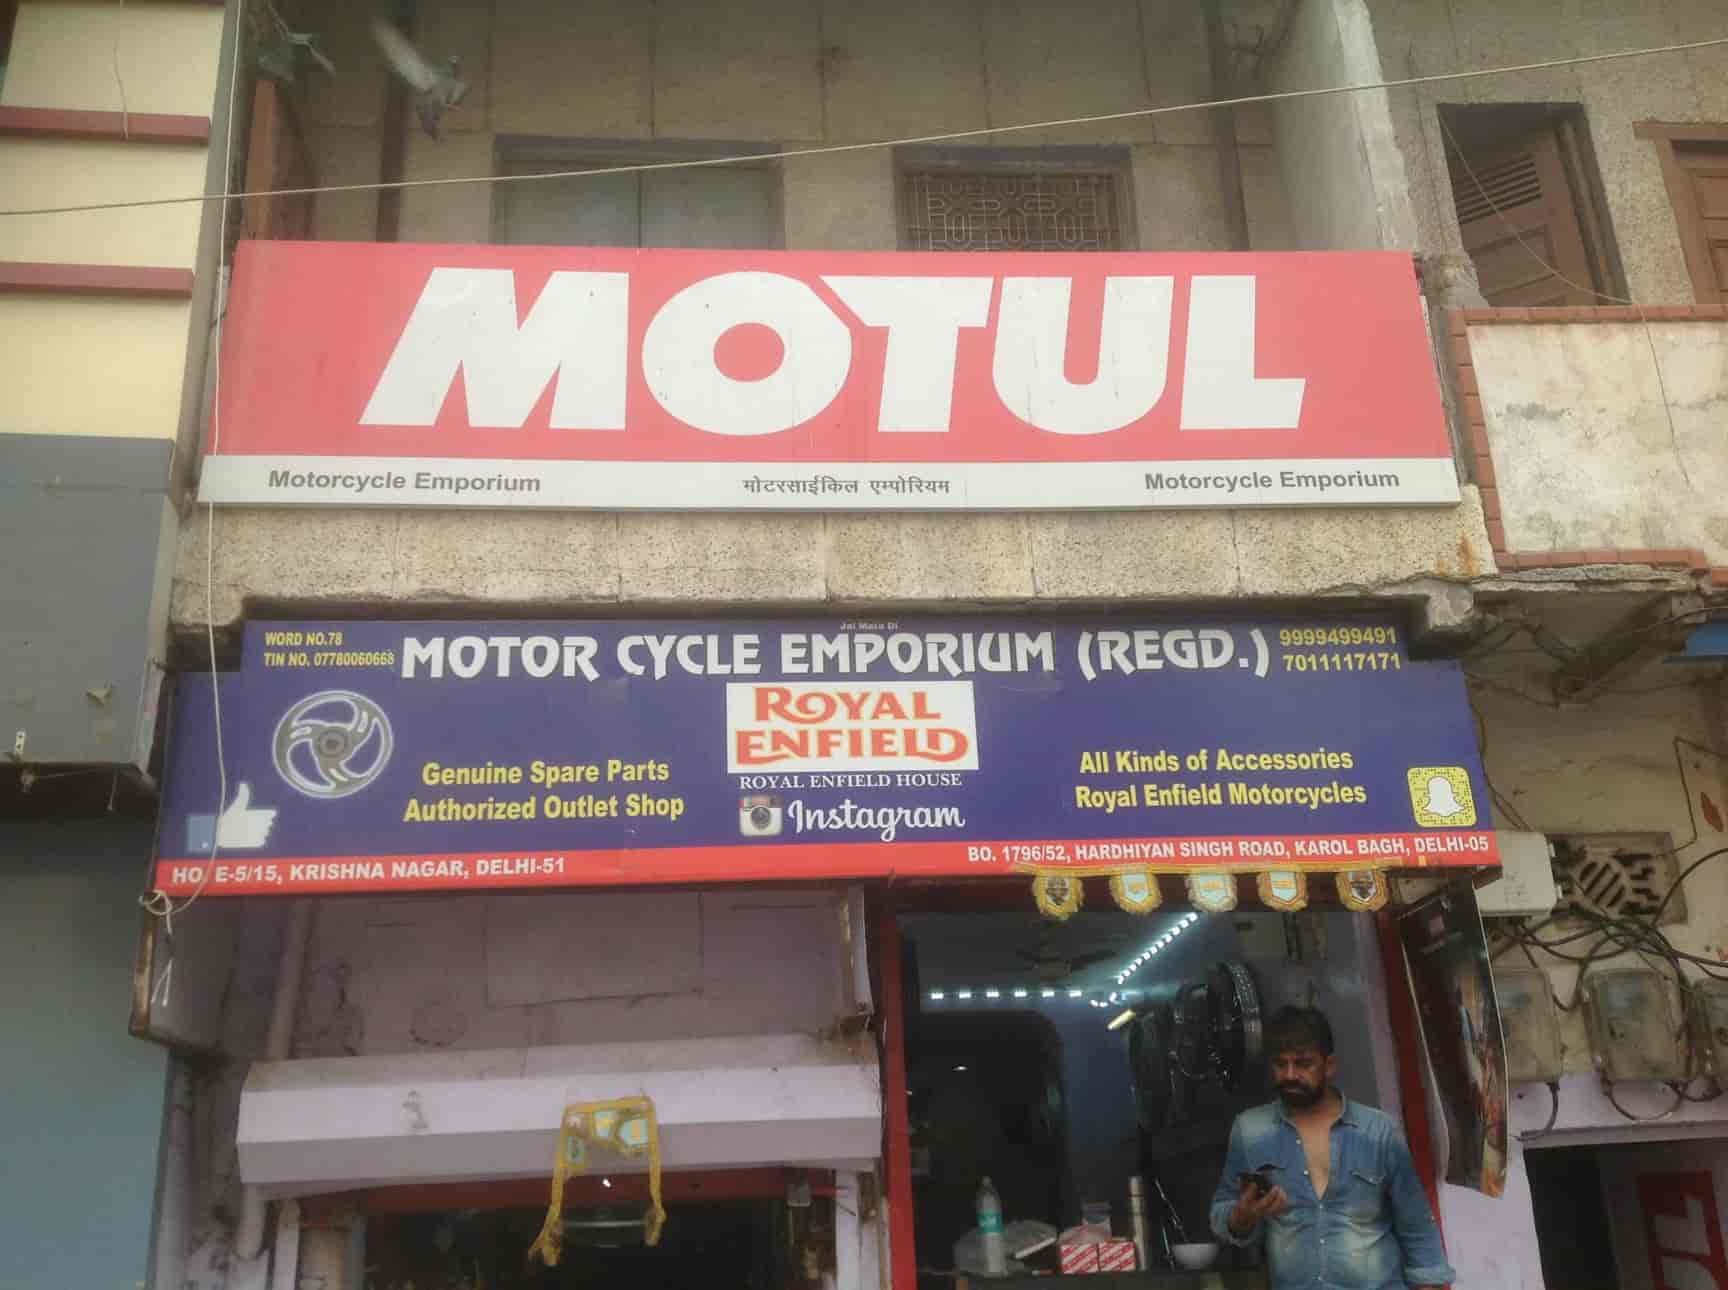 MOTUL
Motorcycle Emporium मोटरसाईकिल एम्पोरियम Motorcycle Emporium
Jai Mata Di
WORD NO.78
TIN NO. 07780060668
MOTOR CYCLE EMPORIUM (REGD.)
9999499491
7011117171
ROYAL
ENFIELD
ROYAL ENFIELD HOUSE
Instagram
Genuine Spare Parts
Authorized Outlet Shop
All Kinds of Accessories
Royal Enfield Motorcycles
HO. E-5/15, KRISHNA NAGAR, DELHI-51
BO. 1796/52, HARDHIYAN SINGH ROAD, KAROL BAGH, DELHI-05